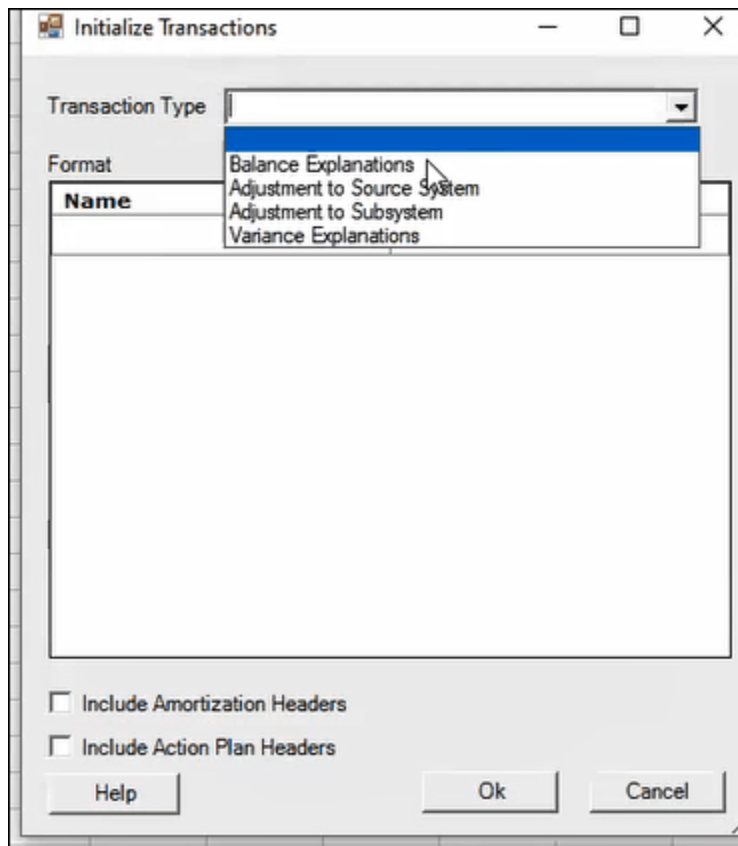 Initialize Transactions
Transaction Type
Format
Balance Explanations
Adjustment to Source System
Adjustment to Subsystem
Variance Explanations
Name
Include Amortization Headers
Include Action Plan Headers
Help
Ok
Cancel